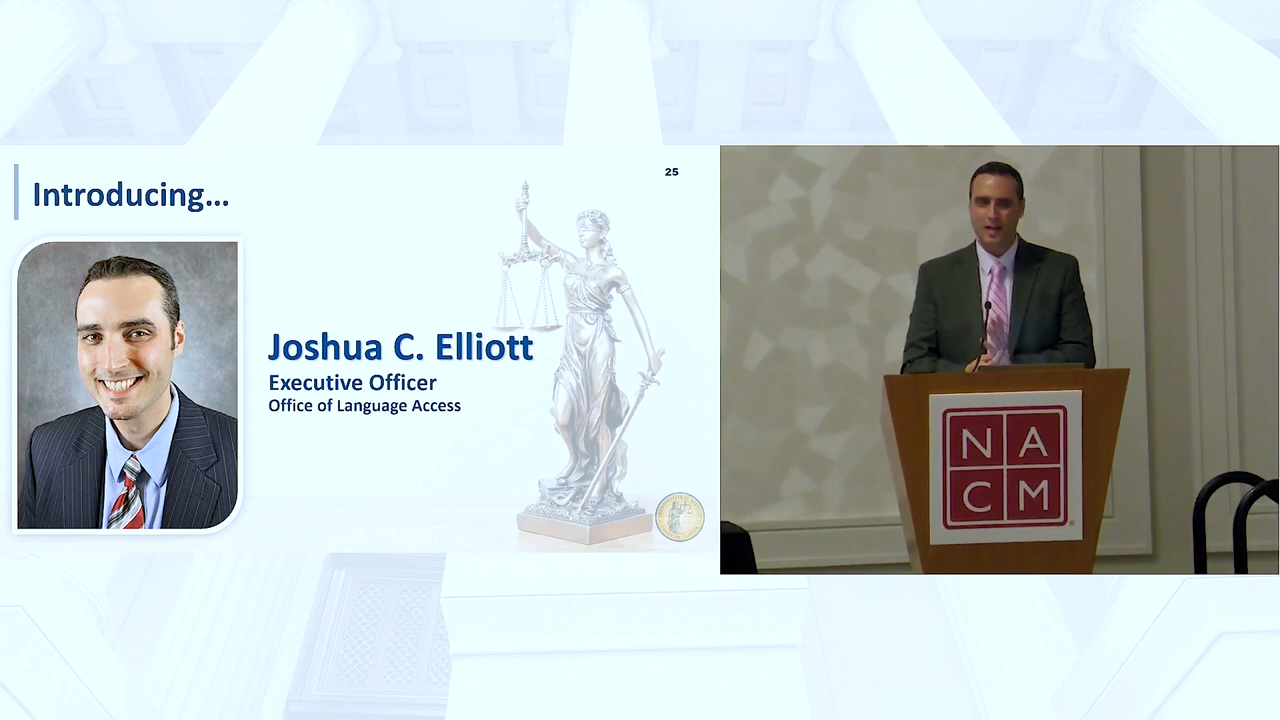 Introducing...
25
Joshua C. Elliott
Executive Officer
Office of Language Access
N A
C M
®